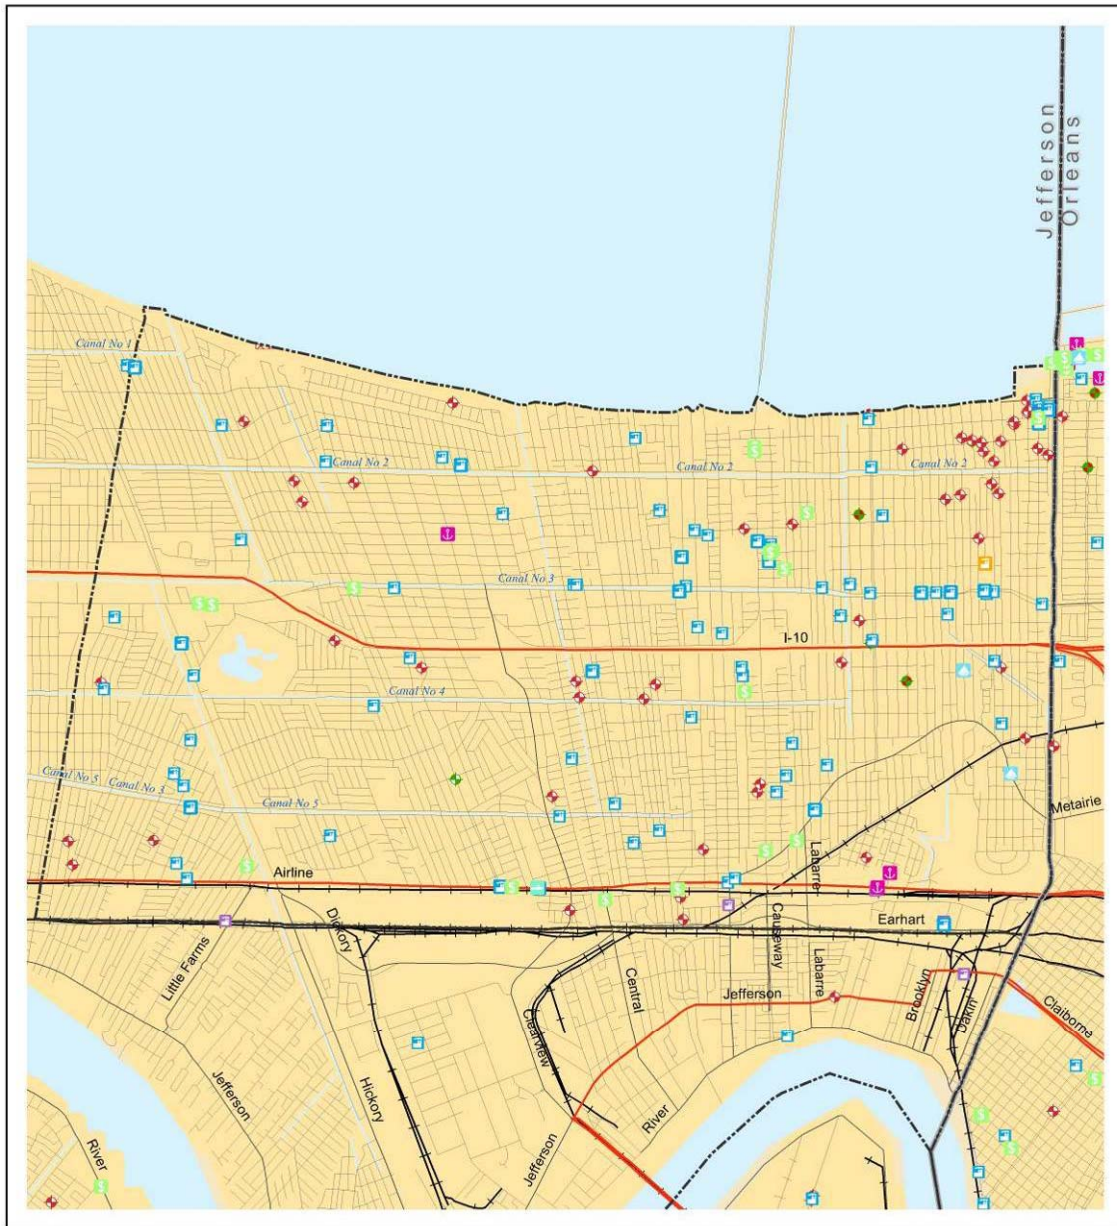 Jefferson
Orleans
Canal No 1
Canal No 2
Canal No 2
Canal No 2
Canal No 3
I-10
Canal No 4
Canal No 5
Canal No 3
Canal No 5
Metairie
Airline
Labarre
Dickory
Little Farms
Earhart
Causeway
Labarre
Central
Jefferson
Brooklyn
Dakin
Claiborne
Clearview
Jefferson
Hickory
River
River
Jefferson